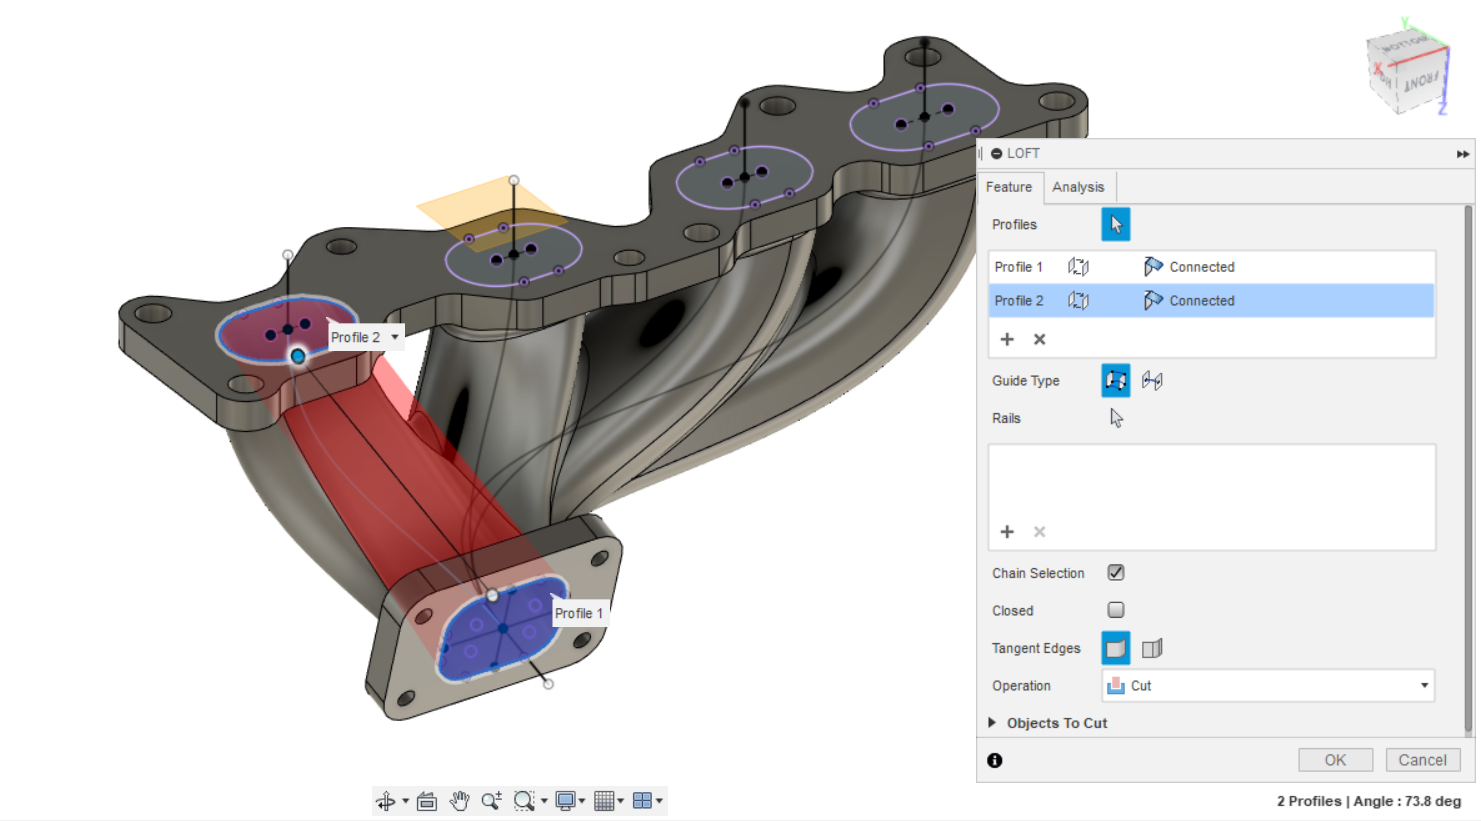 Y
BOTTOM
X
FRONT
Z
LOFT
Feature
Analysis
Profiles
Profile 1
Connected
Profile 2
Connected
Guide Type
Rails
Chain Selection
Closed
Tangent Edges
Operation
Cut
Objects To Cut
OK
Cancel
Profile 2
Profile 1
2 Profiles | Angle : 73.8 deg